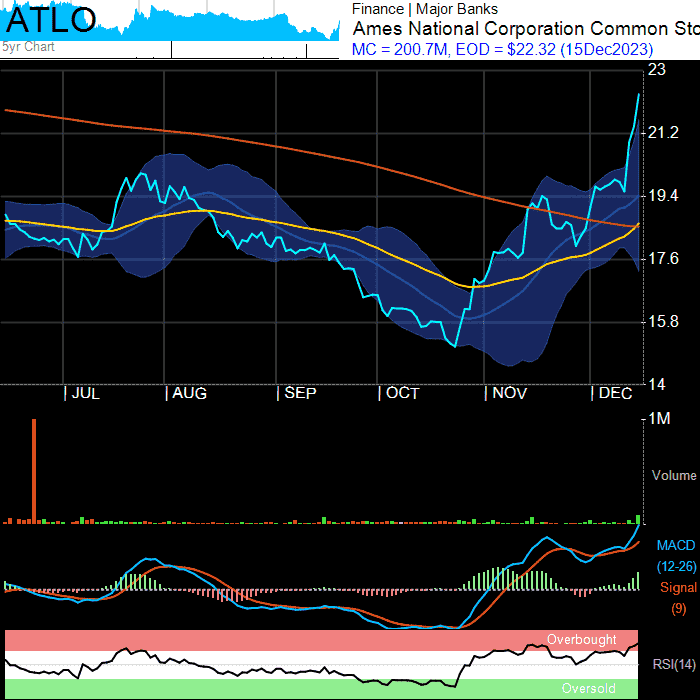 ATLO
5yr Chart
Finance | Major Banks
Ames National Corporation Common Sto
MC = 200.7M, EOD = $22.32 (15Dec2023)
23
21.2
19.4
17.6
15.8
14
| JUL | AUG | SEP | OCT | NOV | DEC
1M
Volume
MACD
(12-26)
Signal
(9)
Overbought
RSI(14)
Oversold